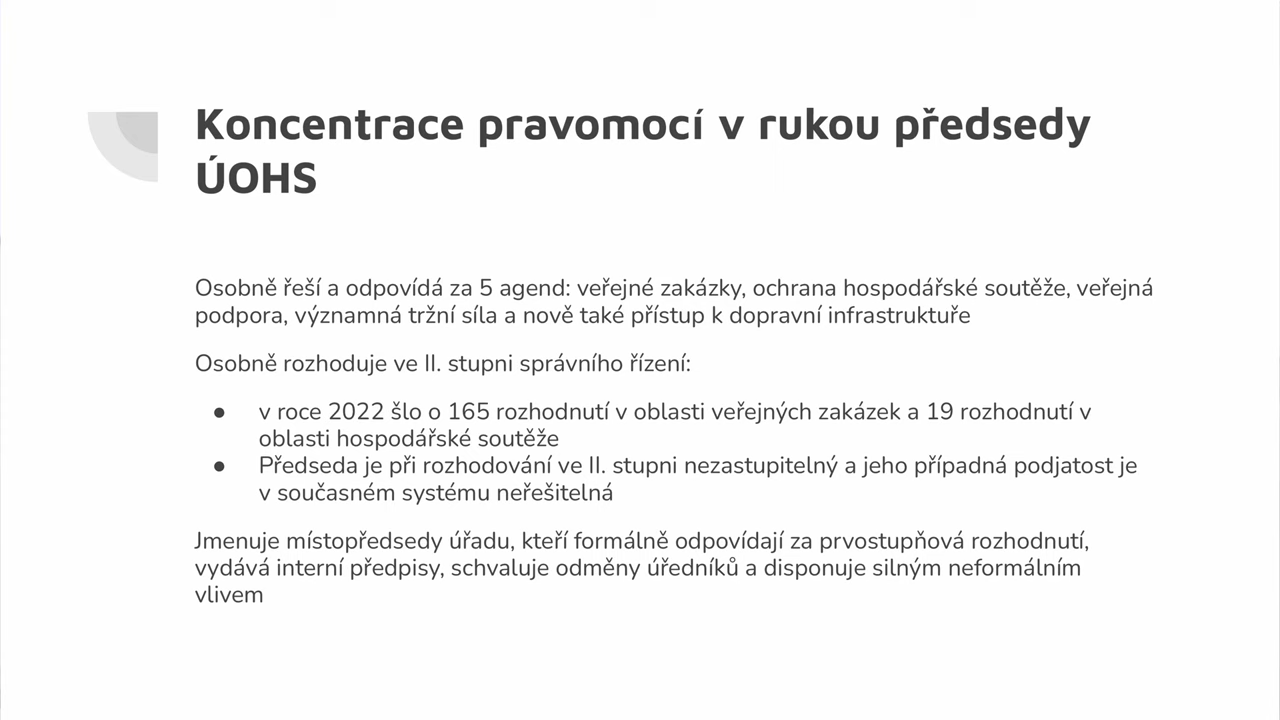 Koncentrace pravomocí v rukou předsedy
ÚOHS
Osobně řeší a odpovídá za 5 agend: veřejné zakázky, ochrana hospodářské soutěže, veřejná
podpora, významná tržní síla a nově také přístup k dopravní infrastruktuře
Osobně rozhoduje ve II. stupni správního řízení:
● v roce 2022 šlo o 165 rozhodnutí v oblasti veřejných zakázek a 19 rozhodnutí v
oblasti hospodářské soutěže
● Předseda je při rozhodování ve II. stupni nezastupitelný a jeho případná podjatost je
v současném systému neřešitelná
Jmenuje místopředsedy úřadu, kteří formálně odpovídají za prvostupňová rozhodnutí,
vydává interní předpisy, schvaluje odměny úředníků a disponuje silným neformálním
vlivem